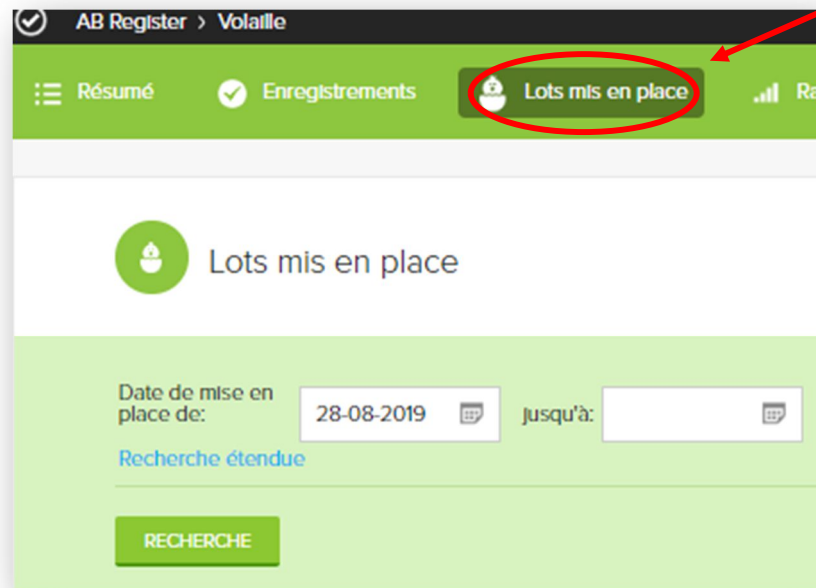 AB Register > Volaille
Résumé Enregistrements Lots mis en place
Lots mis en place
Date de mise en
place de: 28-08-2019 jusqu'à:
Recherche étendue
RECHERCHE